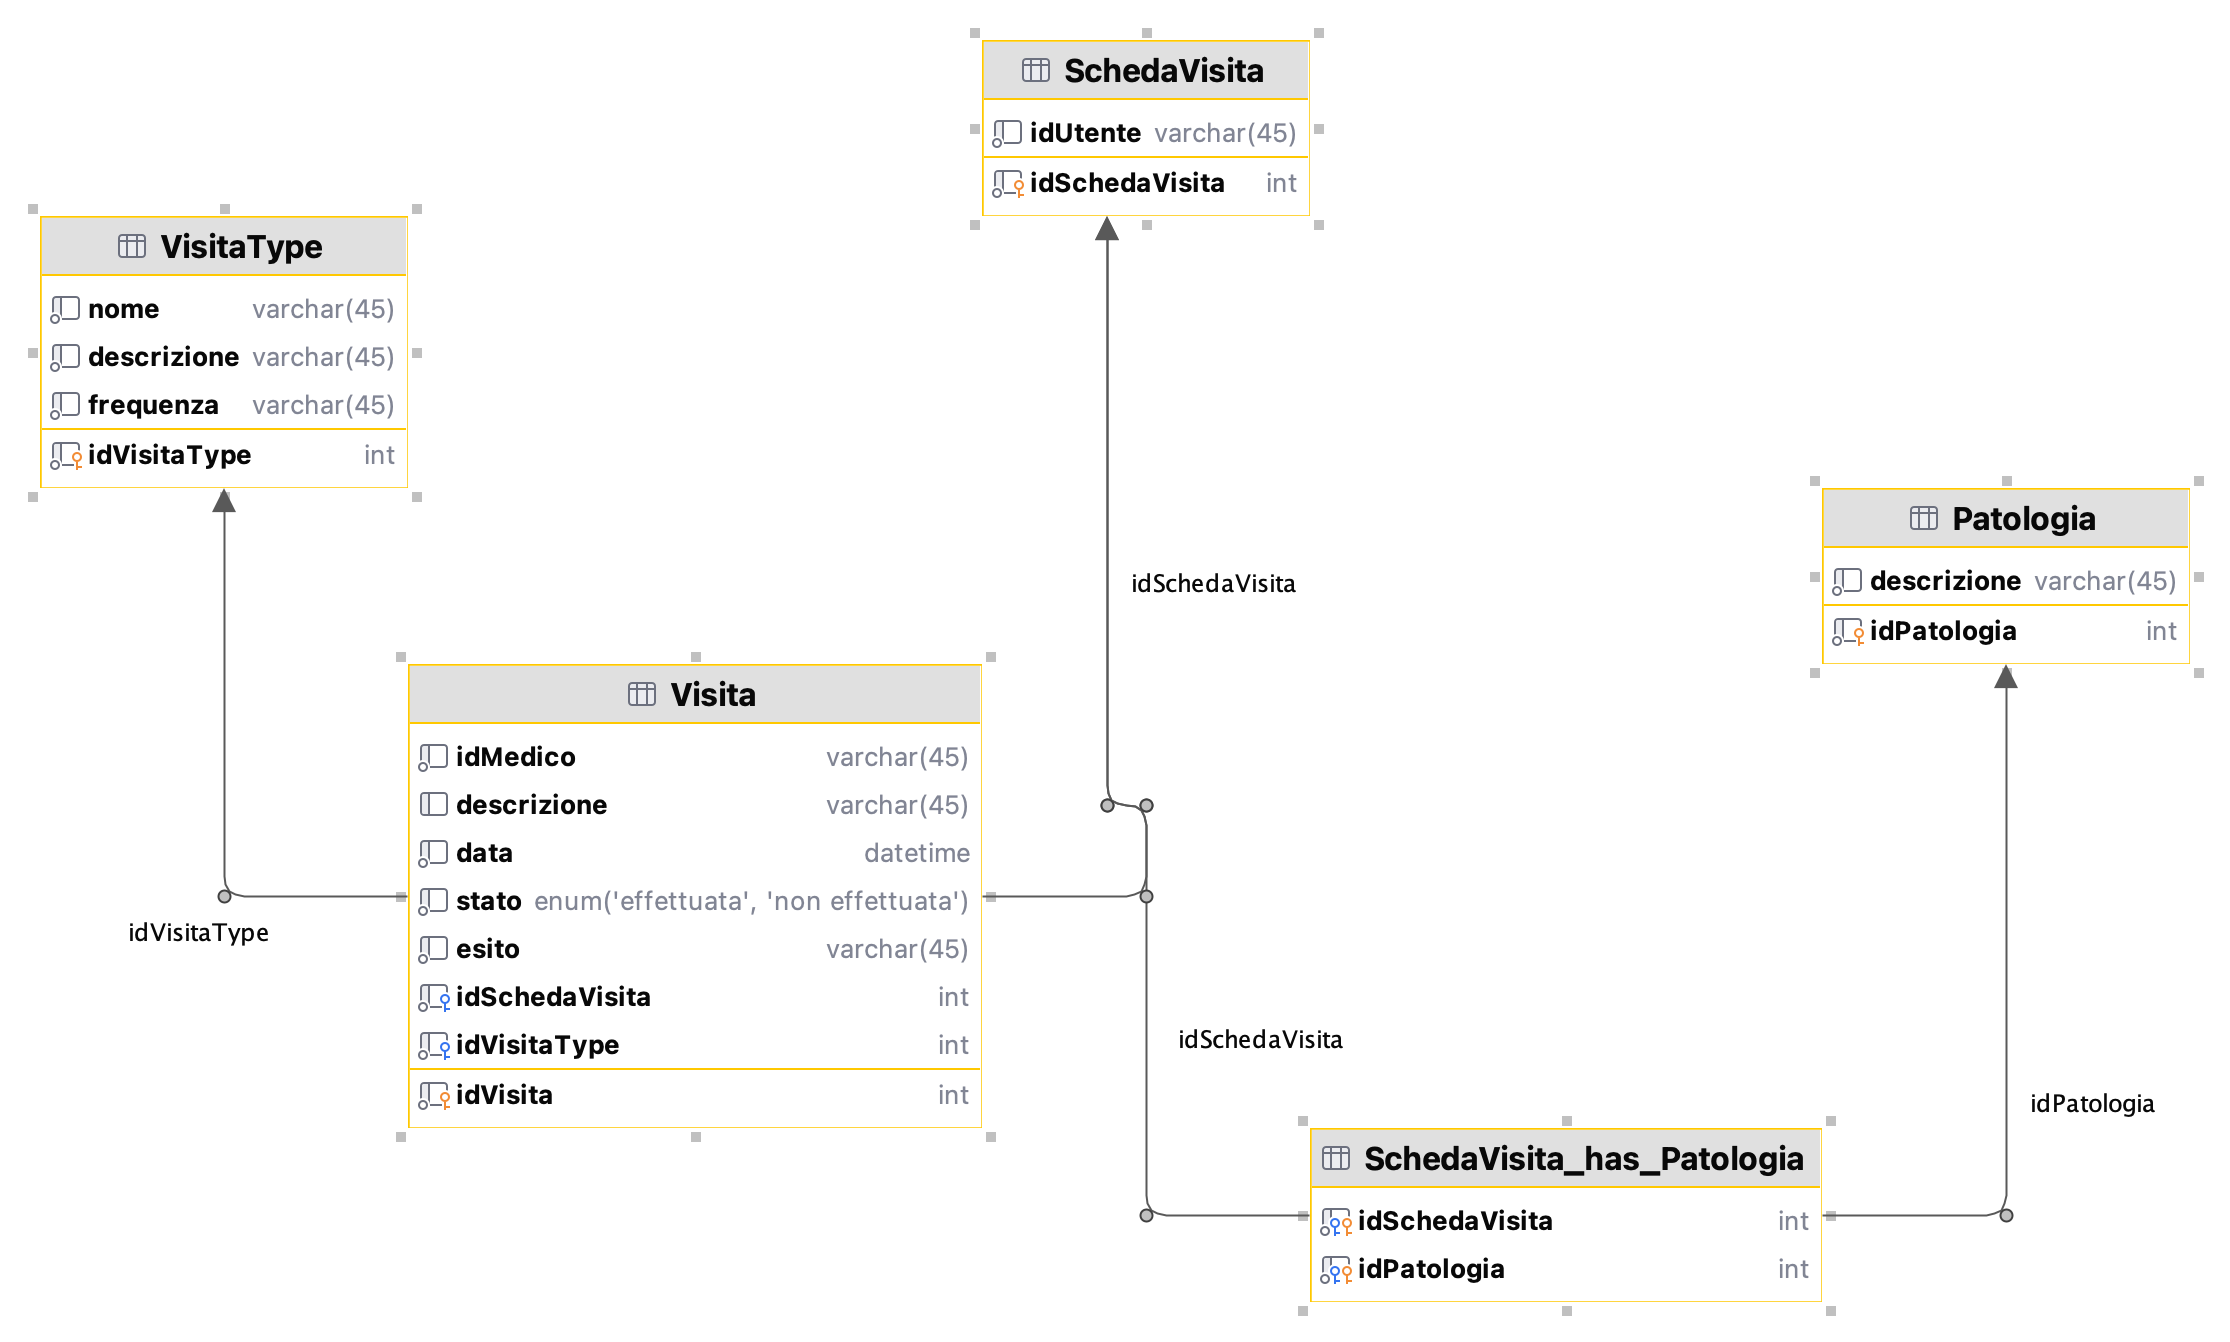 SchedaVisita
idUtente varchar(45)
idSchedaVisita int
VisitaType
nome varchar(45)
descrizione varchar(45)
frequenza varchar(45)
idVisitaType int
Patologia
descrizione varchar(45)
idPatologia int
idSchedaVisita
Visita
idMedico varchar(45)
descrizione varchar(45)
data datetime
stato enum('effettuata', 'non effettuata')
esito varchar(45)
idSchedaVisita int
idVisitaType int
idVisita int
idVisitaType
idSchedaVisita
idPatologia
SchedaVisita_has_Patologia
idSchedaVisita int
idPatologia int